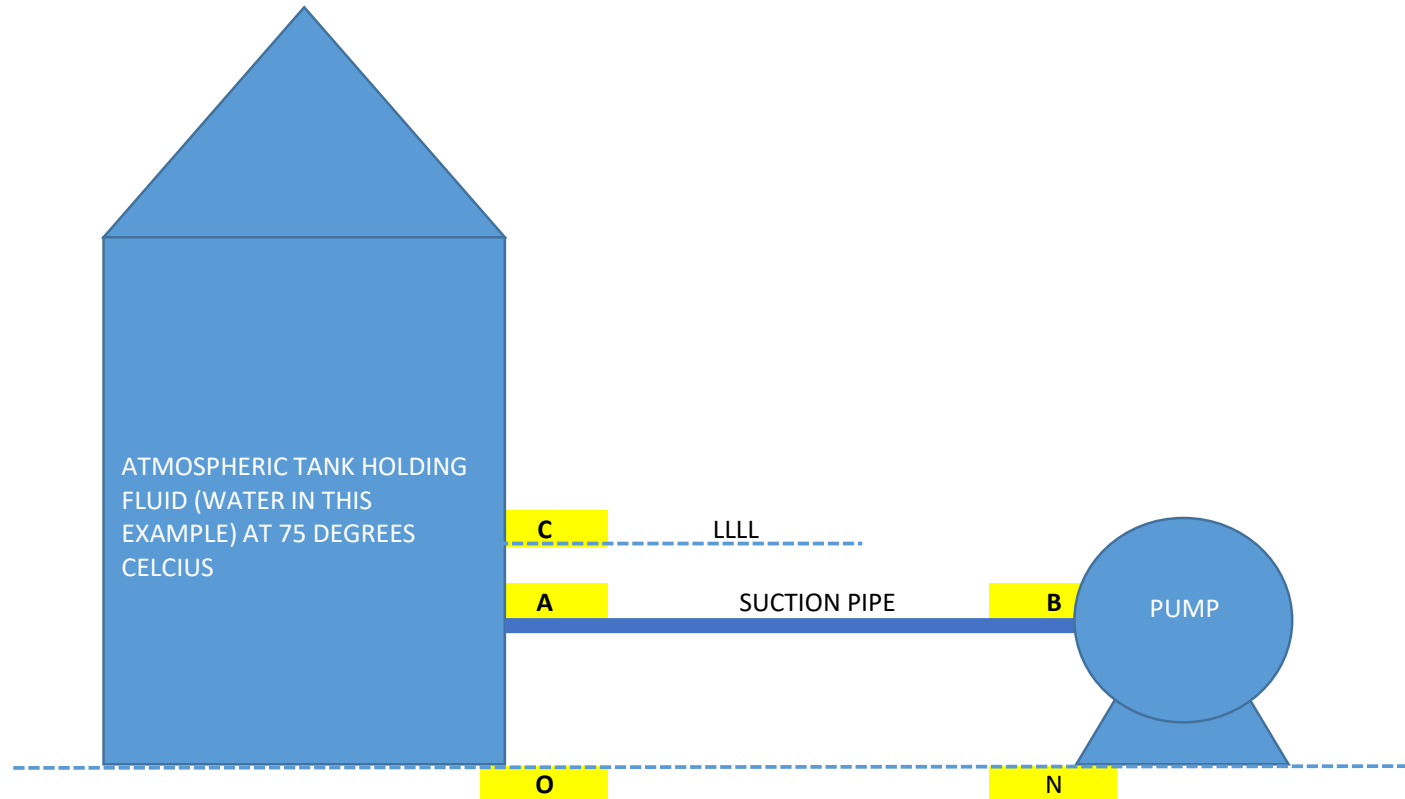 ATMOSPHERIC TANK HOLDING
FLUID (WATER IN THIS
EXAMPLE) AT 75 DEGREES
CELCIUS
C
LLLL
A
SUCTION PIPE
B
PUMP
O
N